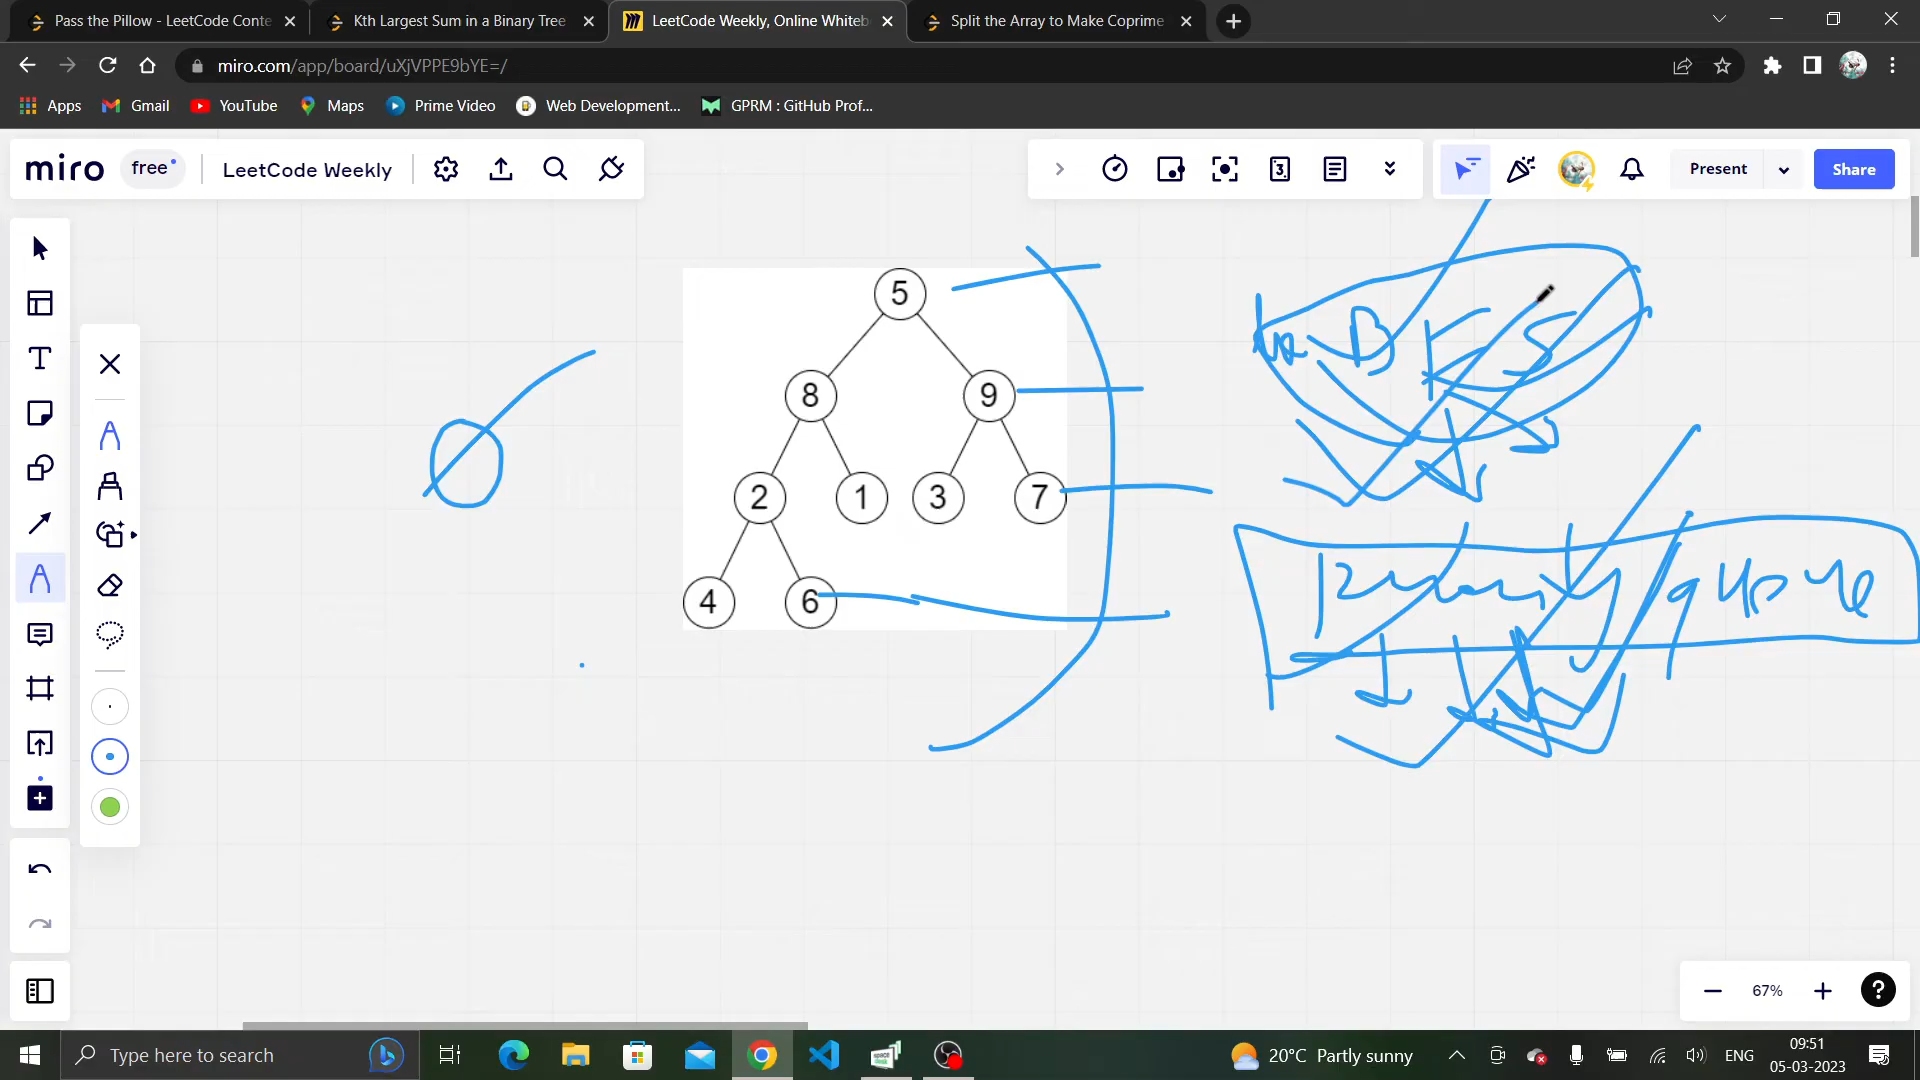 Pass the Pillow - LeetCode Conte
Kth Largest Sum in a Binary Tree
LeetCode Weekly, Online Whiteb
Split the Array to Make Coprime
miro.com/app/board/uXjVPPE9bYE=/
Apps
Gmail
YouTube
Maps
Prime Video
Web Development...
GPRM : GitHub Prof...
miro
free
LeetCode Weekly
3
Present
Share
5
8
9
2
1
3
7
4
6
queue
67%
?
Type here to search
20°C Partly sunny
ENG
09:51
05-03-2023